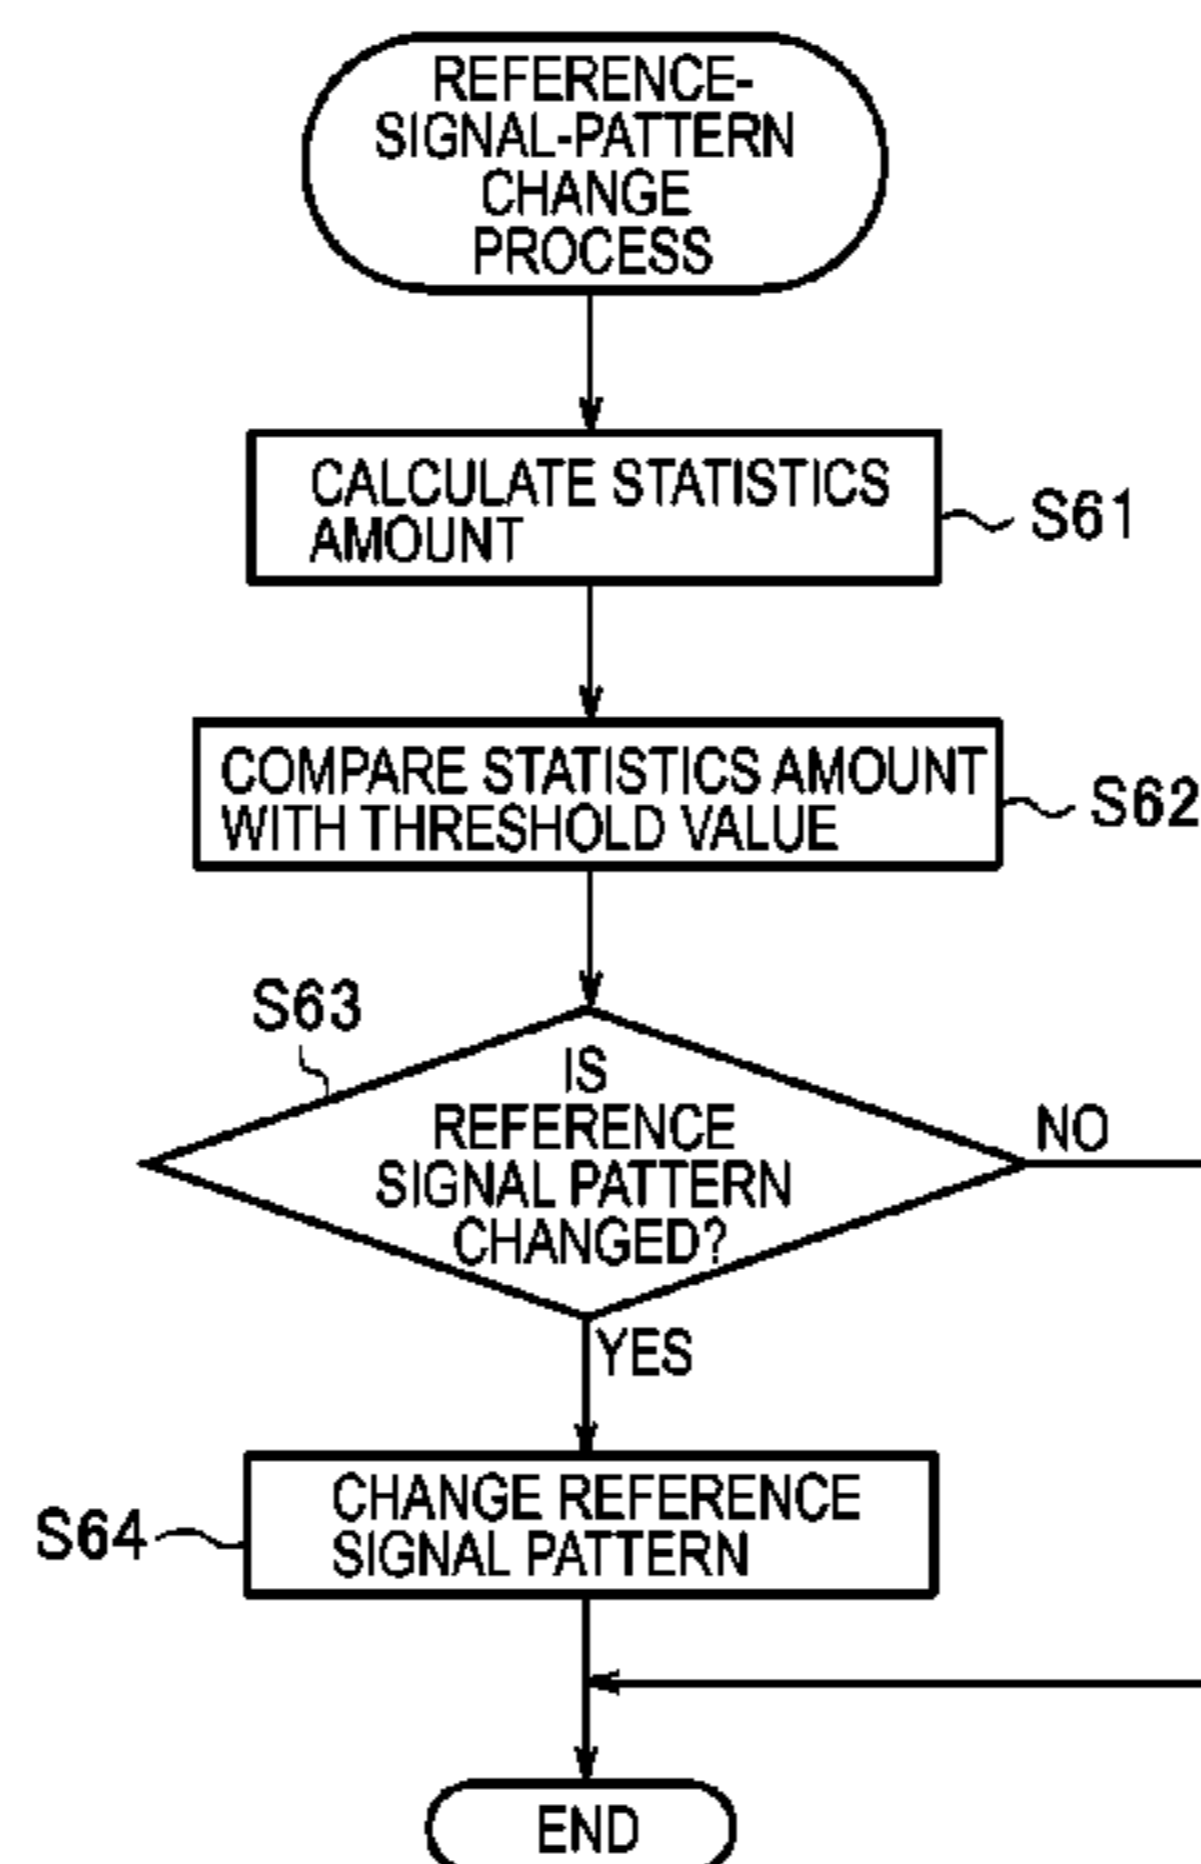 REFERENCE-
SIGNAL-PATTERN
CHANGE
PROCESS
CALCULATE STATISTICS
AMOUNT
S61
COMPARE STATISTICS AMOUNT
WITH THRESHOLD VALUE
S62
S63
IS
REFERENCE
SIGNAL PATTERN
CHANGED?
NO
YES
CHANGE REFERENCE
SIGNAL PATTERN
S64
END